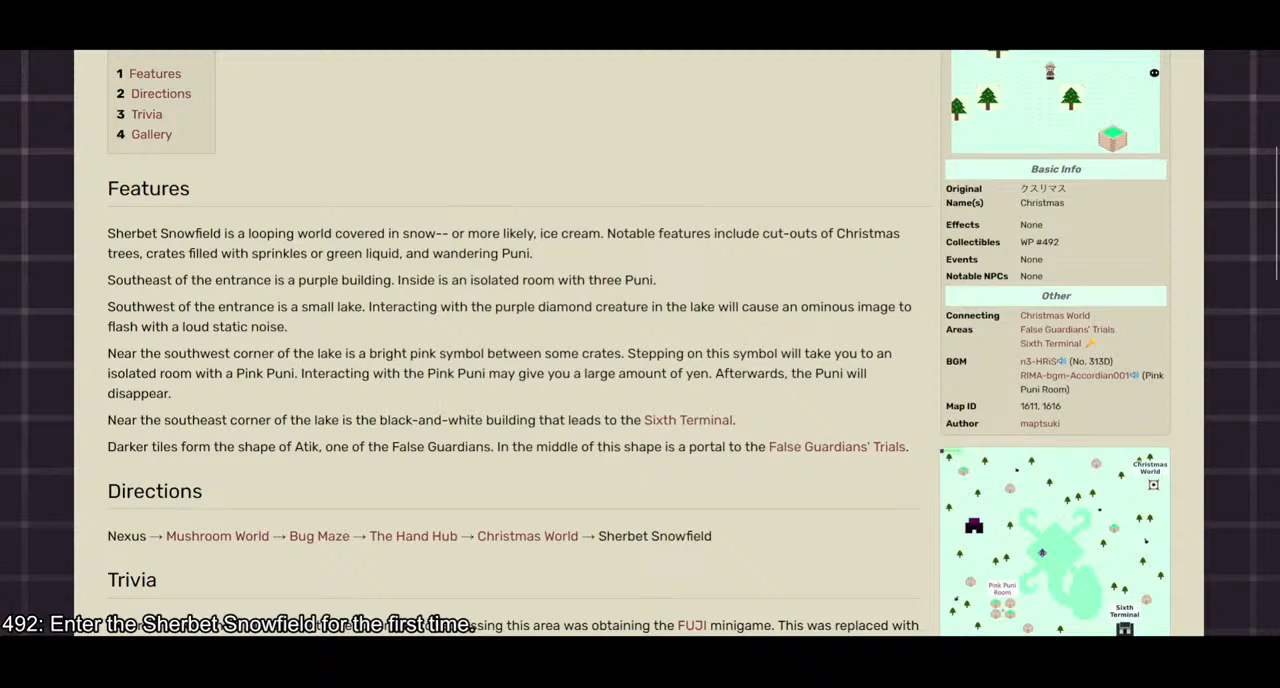 1 Features
2 Directions
3 Trivia
4 Gallery
Features
Sherbet Snowfield is a looping world covered in snow-- or more likely, ice cream. Notable features include cut-outs of Christmas
trees, crates filled with sprinkles or green liquid, and wandering Puni.
Southeast of the entrance is a purple building. Inside is an isolated room with three Puni.
Southwest of the entrance is a small lake. Interacting with the purple diamond creature in the lake will cause an ominous image to
flash with a loud static noise.
Near the southwest corner of the lake is a bright pink symbol between some crates. Stepping on this symbol will take you to an
isolated room with a Pink Puni. Interacting with the Pink Puni may give you a large amount of yen. Afterwards, the Puni will
disappear.
Near the southeast corner of the lake is the black-and-white building that leads to the Sixth Terminal.
Darker tiles form the shape of Atik, one of the False Guardians. In the middle of this shape is a portal to the False Guardians' Trials.
Directions
Nexus → Mushroom World → Bug Maze → The Hand Hub → Christmas World → Sherbet Snowfield
Trivia
ssing this area was obtaining the FUJI minigame. This was replaced with
492: Enter the Sherbet Snowfield for the first time.
Basic Info
Original クスリマス
Name(s) Christmas
Effects None
Collectibles WP #492
Events None
Notable NPCs None
Other
Connecting Christmas World
Areas False Guardians' Trials
Sixth Terminal
BGM n3-HRiS (No. 313D)
RIMA-bgm-Accordian001 (Pink
Puni Room)
Map ID 1611, 1616
Author maptsuki
Christmas
World
Pink Puni
Room
Sixth
Terminal